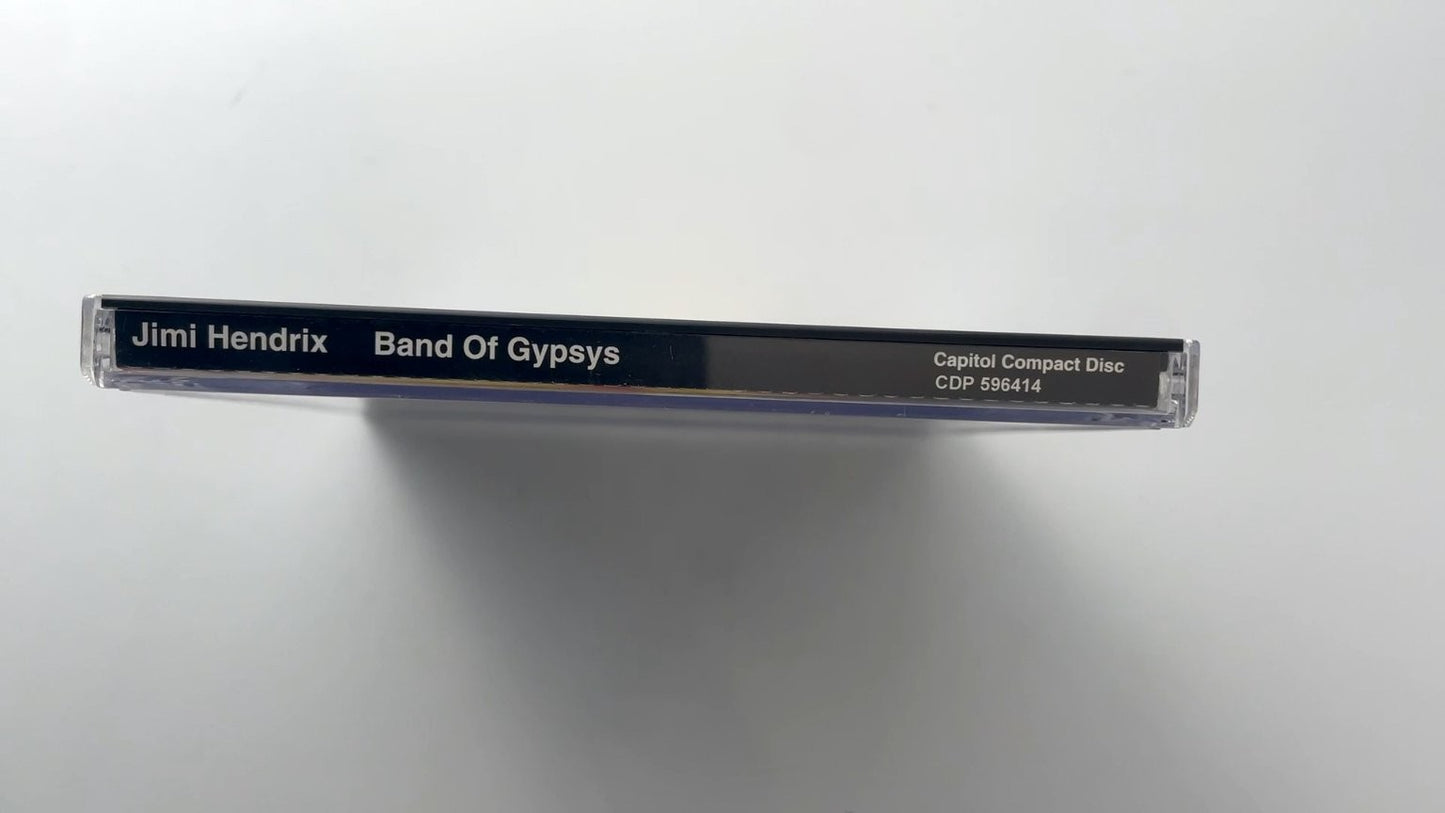 Jimi Hendrix Band Of Gypsys
Capitol Compact Disc
CDP 596414